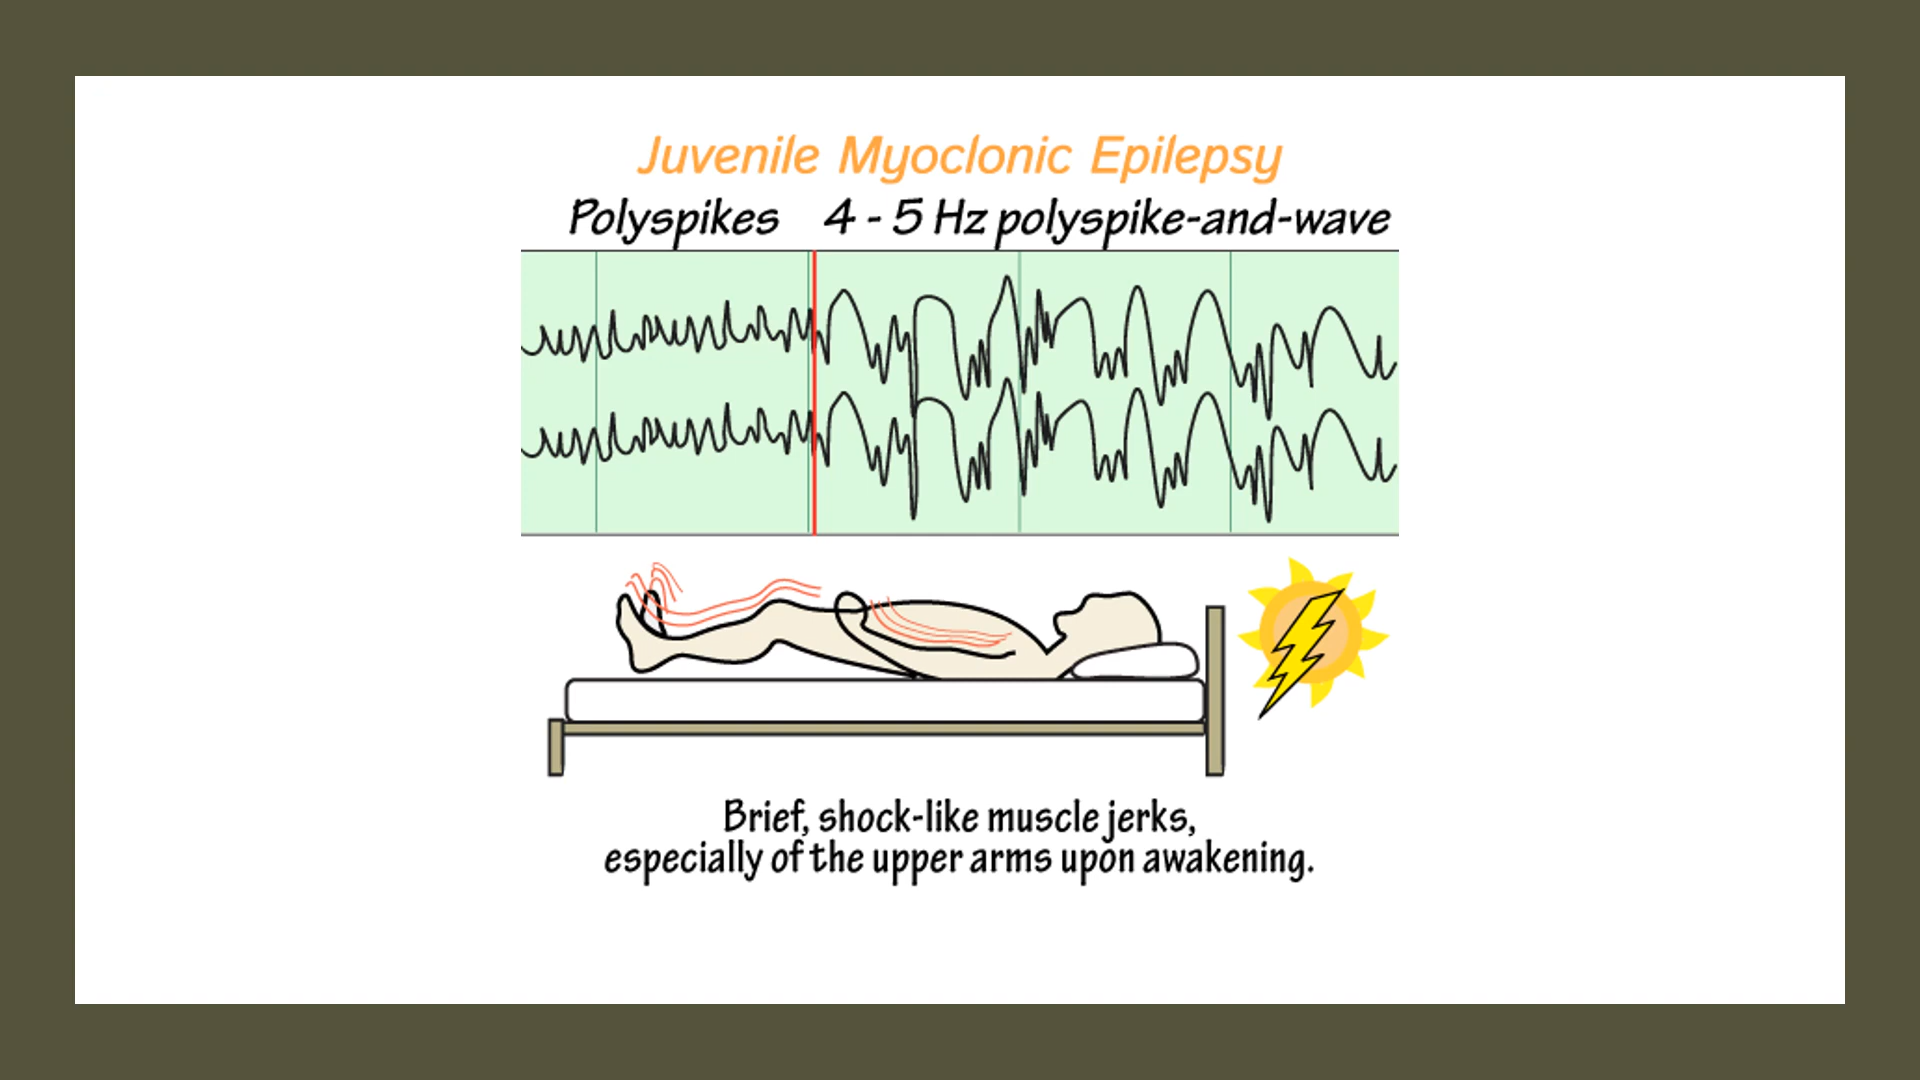 Juvenile Myoclonic Epilepsy
Polyspikes 4 - 5 Hz polyspike-and-wave
Brief, shock-like muscle jerks,
especially of the upper arms upon awakening.